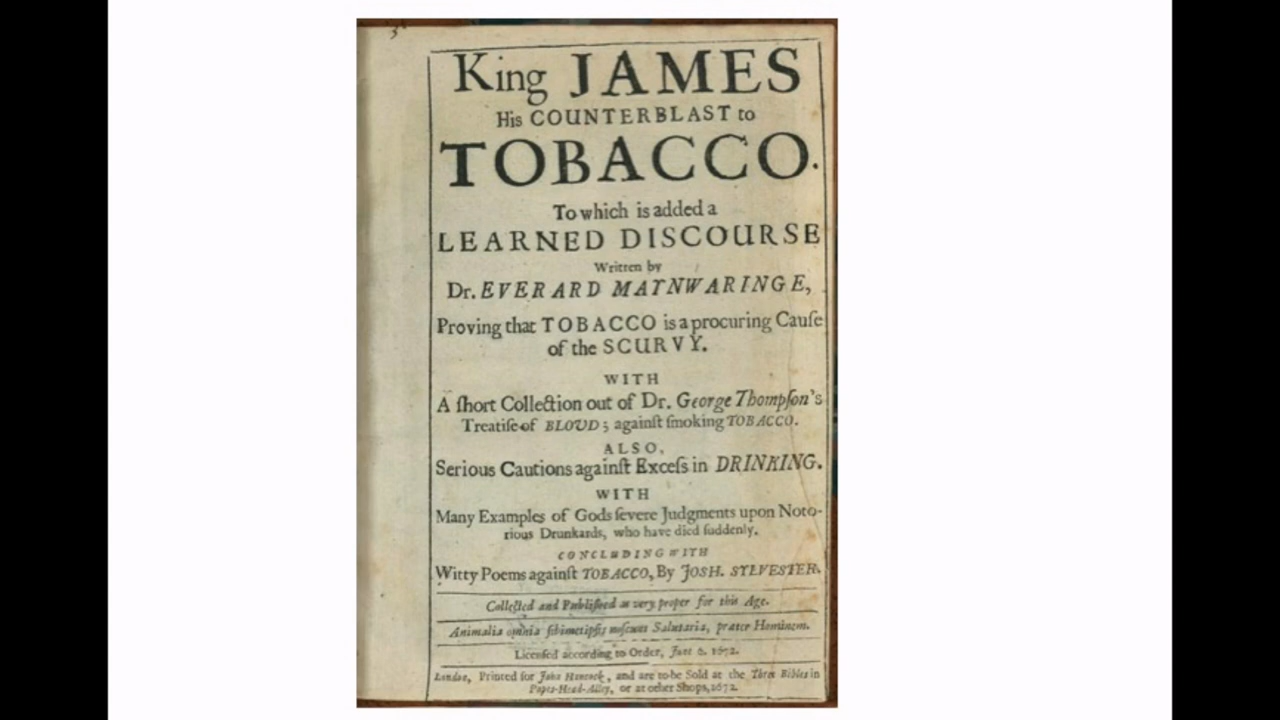 King JAMES
His COUNTERBLAST to
TOBACCO.
To which is added a
LEARNED DISCOURSE
Written by
Dr. EVERARD MAYNWARINGE,
Proving that TOBACCO is a procuring Cauſe
of the SCURVY.
WITH
A ſhort Collection out of Dr. George Thompſon's
Treatiſe of BLOUD; againſt ſmoking TOBACCO.
ALSO,
Serious Cautions againſt Exceſs in DRINKING.
WITH
Many Examples of Gods ſevere Judgments upon Noto-
rious Drunkards, who have died ſuddenly.
CONCLUDING WITH
Witty Poems againſt TOBACCO, By JOSH. SYLVESTER.
Collected and Publiſhed as very proper for this Age.
Animalia omnia ſibimetipſis noſcunt Salutaria, præter Hominem.
Licenſed according to Order, June 6. 1672.
London, Printed for John Hancock, and are to be Sold at the Three Bibles in
Popes-Head-Alley, or at other Shops, 1672.